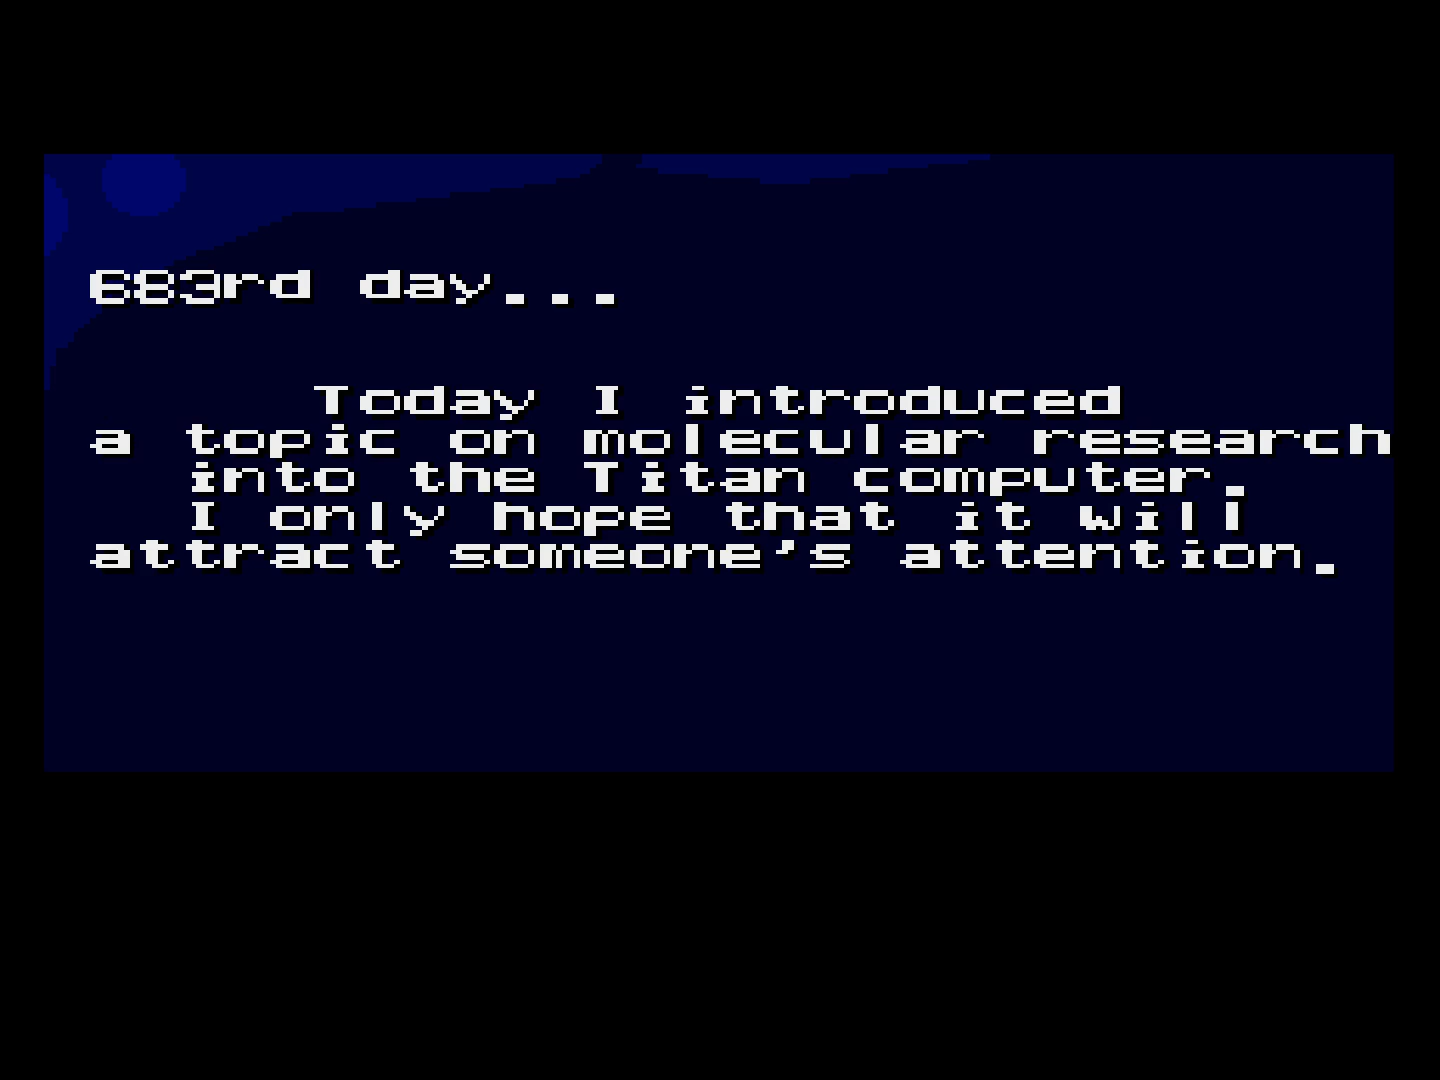 683rd day...
Today I introduced
a topic on molecular research
into the Titan computer.
I only hope that it will
attract someone's attention.